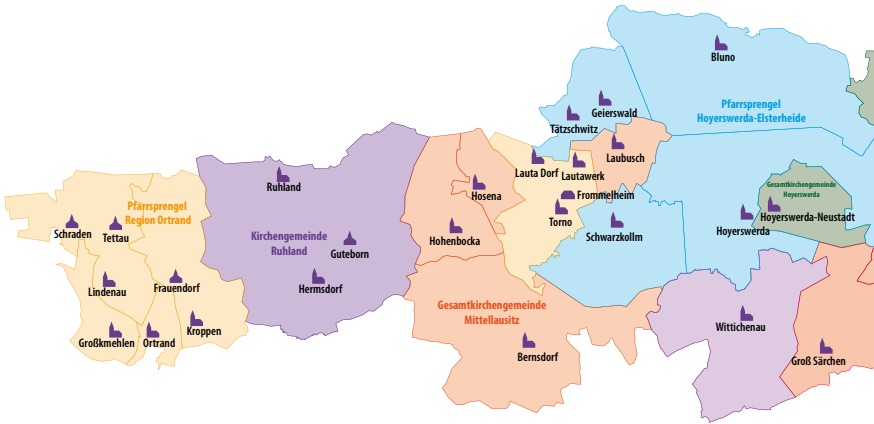 Bluno
Pfarrsprengel
Hoyerswerda-Elsterheide
Geierswald
Tätzschwitz
Laubusch
Lauta Dorf
Lautawerk
Ruhland
Hosena
Frommelheim
Gesamtkirchengemeinde
Hoyerswerda
Pfarrsprengel
Region Ortrand
Schraden
Tettau
Kirchengemeinde
Ruhland
Guteborn
Hohenbocka
Torno
Schwarzkollm
Hoyerswerda
Hoyerswerda-Neustadt
Lindenau
Frauendorf
Hermsdorf
Gesamtkirchengemeinde
Mittellausitz
Großkmehlen
Ortrand
Kroppen
Bernsdorf
Wittichenau
Groß Särchen